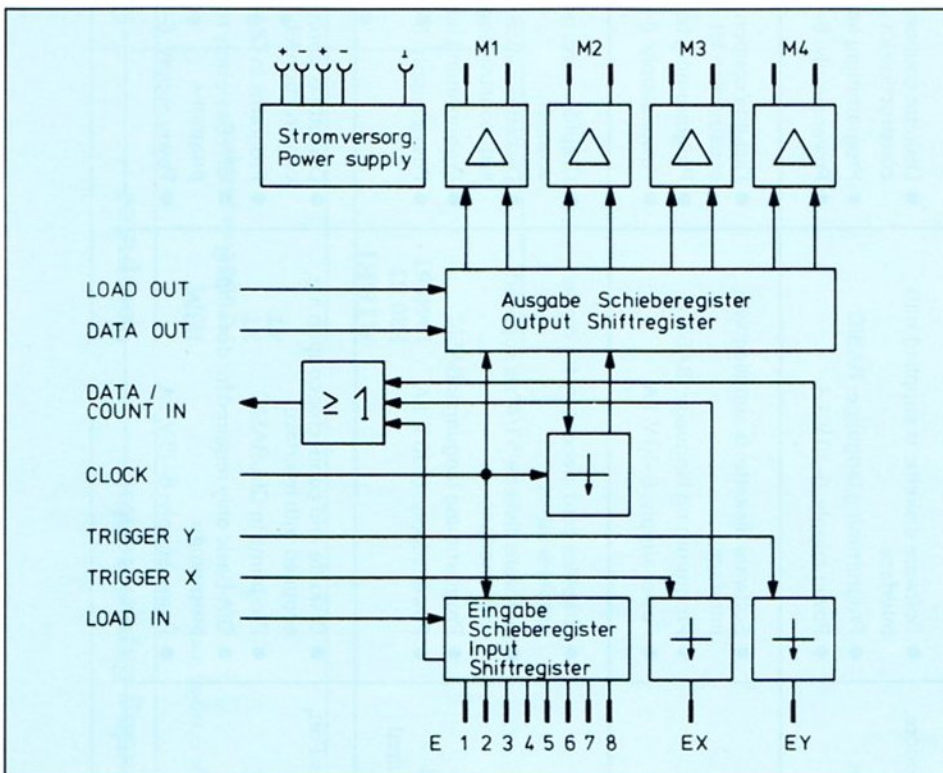 + - + - ⊥ M1 M2 M3 M4
Stromversorg.
Power supply
LOAD OUT
DATA OUT
Ausgabe Schieberegister
Output Shiftregister
DATA /
COUNT IN
≥ 1
CLOCK
TRIGGER Y
TRIGGER X
LOAD IN
Eingabe
Schieberegister
Input
Shiftregister
E 1 2 3 4 5 6 7 8 EX EY